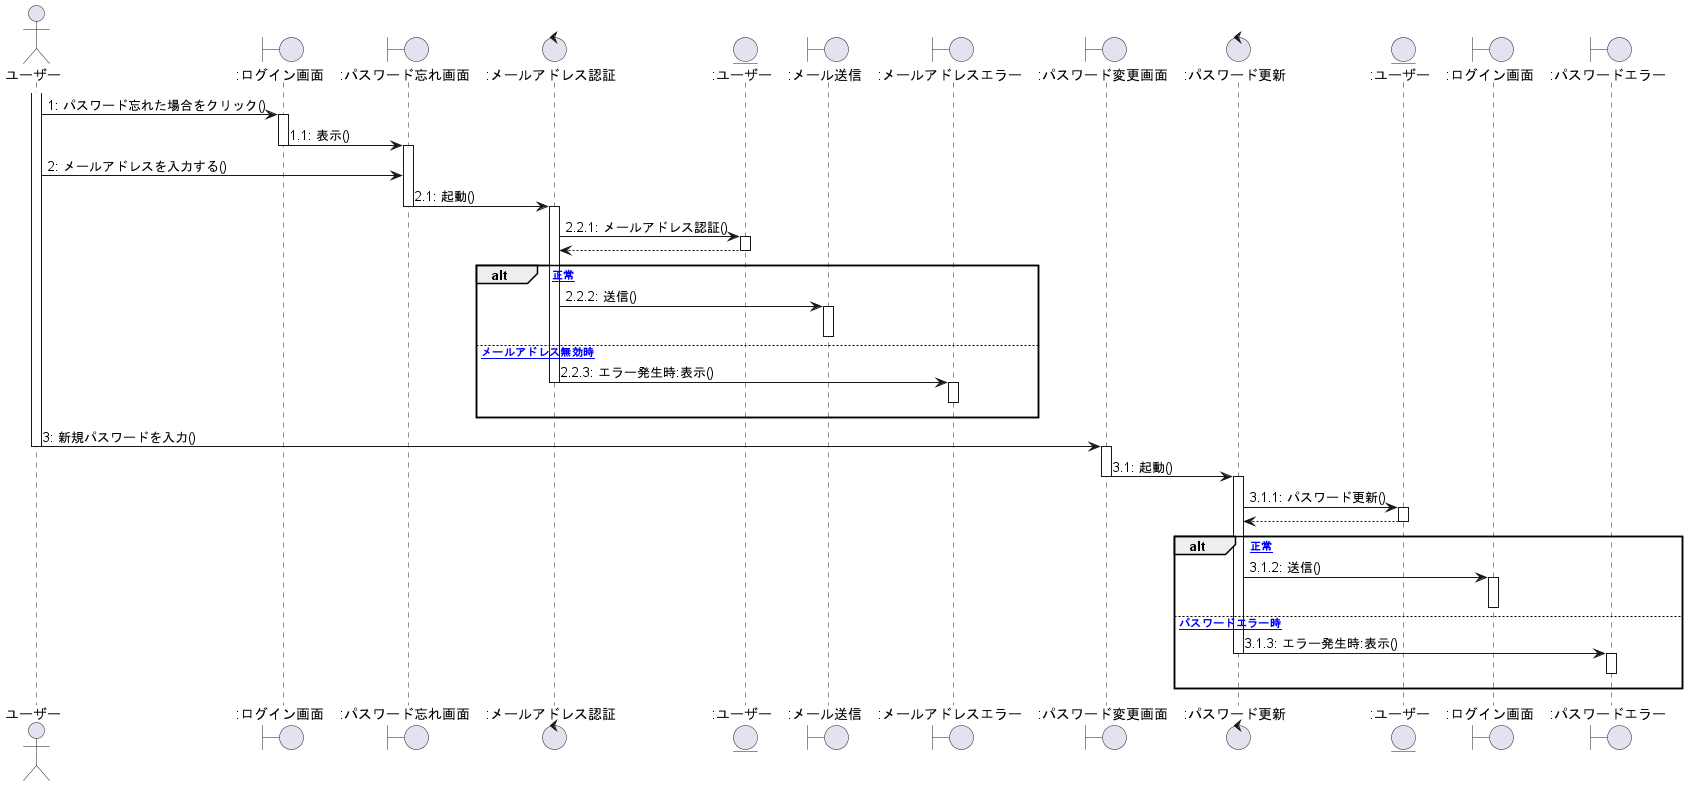 ユーザー
:ログイン画面
:パスワード忘れ画面
:メールアドレス認証
:ユーザー
:メール送信
:メールアドレスエラー
:パスワード変更画面
:パスワード更新
:ユーザー
:ログイン画面
:パスワードエラー
1: パスワード忘れた場合をクリック()
1.1: 表示()
2: メールアドレスを入力する()
2.1: 起動()
2.2.1: メールアドレス認証()
alt
正常
2.2.2: 送信()
メールアドレス無効時
2.2.3: エラー発生時:表示()
3: 新規パスワードを入力()
3.1: 起動()
3.1.1: パスワード更新()
alt
正常
3.1.2: 送信()
パスワードエラー時
3.1.3: エラー発生時:表示()
ユーザー
:ログイン画面
:パスワード忘れ画面
:メールアドレス認証
:ユーザー
:メール送信
:メールアドレスエラー
:パスワード変更画面
:パスワード更新
:ユーザー
:ログイン画面
:パスワードエラー